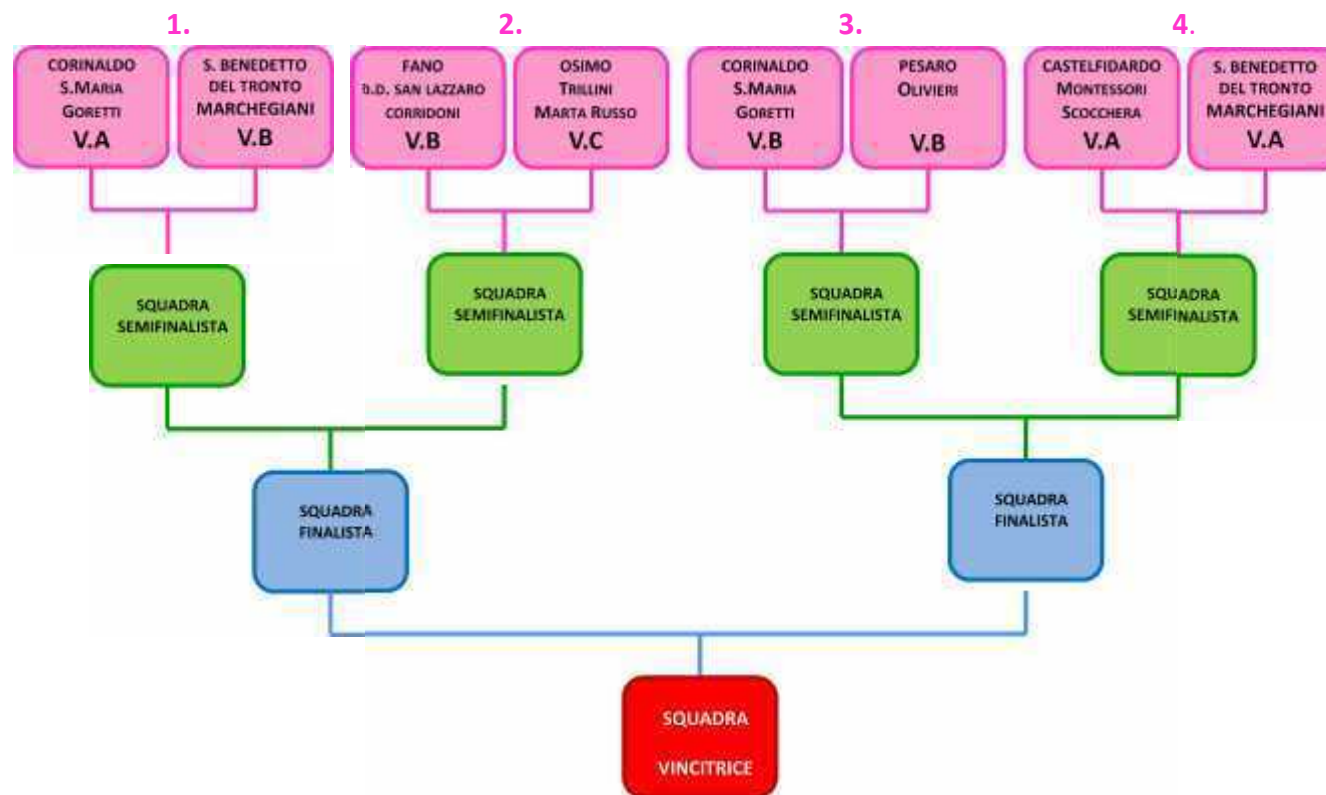 1.
2.
3.
4.
CORINALDO
S.MARIA
GORETTI
V.A
S. BENEDETTO
DEL TRONTO
MARCHEGIANI
V.B
FANO
D.D. SAN LAZZARO
CORRIDONI
V.B
OSIMO
TRILLINI
MARTA RUSSO
V.C
CORINALDO
S.MARIA
GORETTI
V.B
PESARO
OLIVIERI
V.B
CASTELFIDARDO
MONTESSORI
SCOCCHERA
V.A
S. BENEDETTO
DEL TRONTO
MARCHEGIANI
V.A
SQUADRA
SEMIFINALISTA
SQUADRA
SEMIFINALISTA
SQUADRA
SEMIFINALISTA
SQUADRA
SEMIFINALISTA
SQUADRA
FINALISTA
SQUADRA
FINALISTA
SQUADRA
VINCITRICE